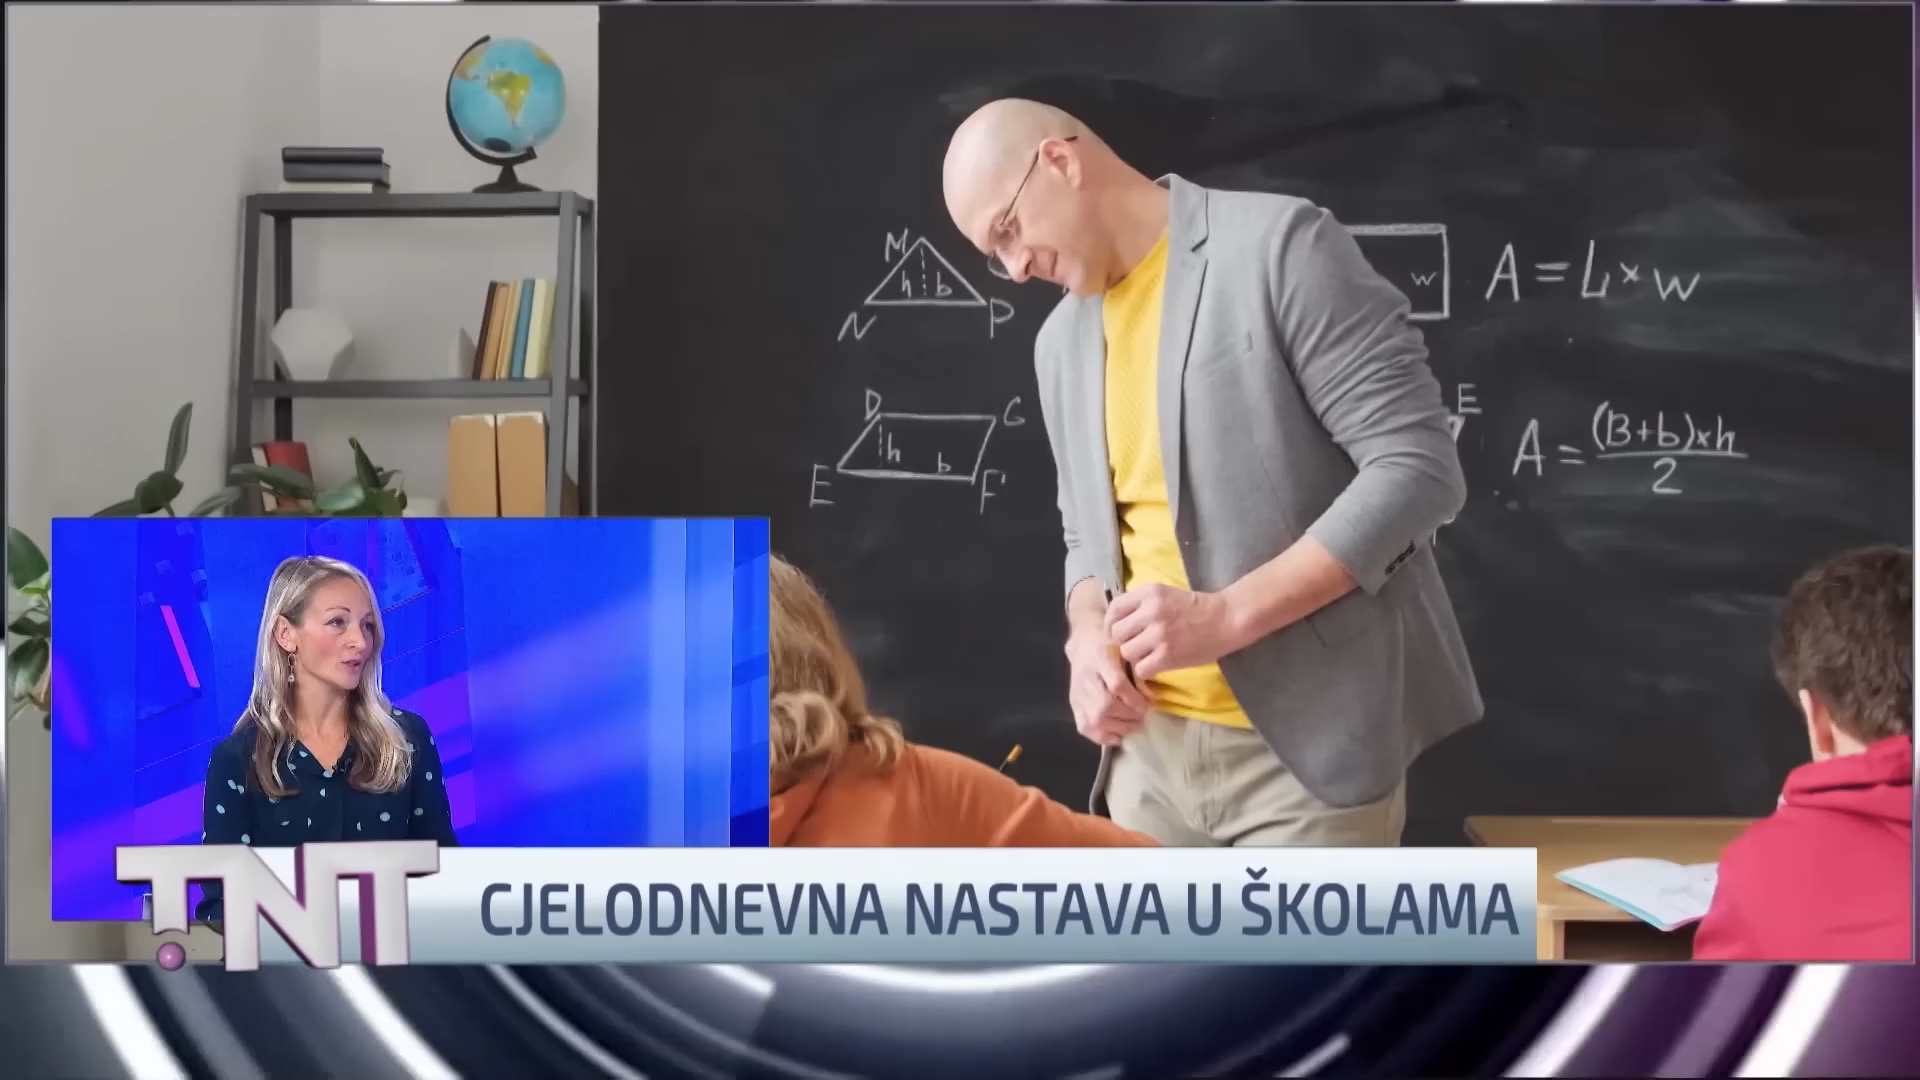 M
h b
N P
w
A = L × w
D G
h b
E F
E
A = (B+b)×h
2
TNT
CJELODNEVNA NASTAVA U ŠKOLAMA